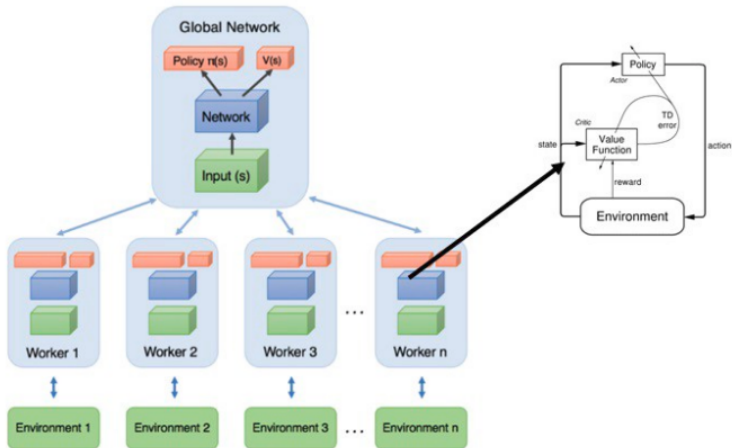 Global Network
Policy π(s)
V(s)
Network
Input (s)
Worker 1
Worker 2
Worker 3
...
Worker n
Environment 1
Environment 2
Environment 3
...
Environment n
Policy
Actor
TD
error
Critic
Value
Function
state
action
reward
Environment